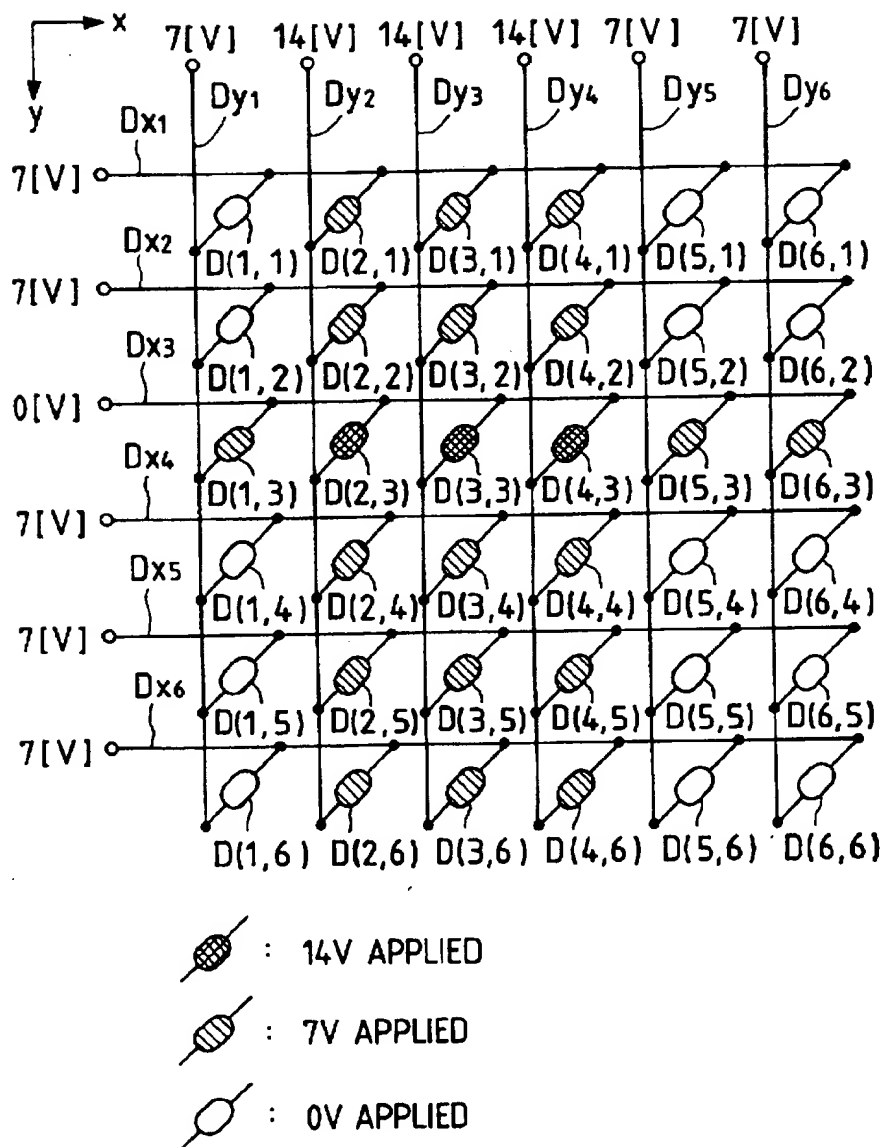 x
y
7[V] 14[V] 14[V] 14[V] 7[V] 7[V]
Dy1 Dy2 Dy3 Dy4 Dy5 Dy6
Dx1
7[V]
D(1,1) D(2,1) D(3,1) D(4,1) D(5,1) D(6,1)
Dx2
7[V]
D(1,2) D(2,2) D(3,2) D(4,2) D(5,2) D(6,2)
Dx3
0[V]
D(1,3) D(2,3) D(3,3) D(4,3) D(5,3) D(6,3)
Dx4
7[V]
D(1,4) D(2,4) D(3,4) D(4,4) D(5,4) D(6,4)
Dx5
7[V]
D(1,5) D(2,5) D(3,5) D(4,5) D(5,5) D(6,5)
Dx6
7[V]
D(1,6) D(2,6) D(3,6) D(4,6) D(5,6) D(6,6)
: 14V APPLIED
: 7V APPLIED
: 0V APPLIED